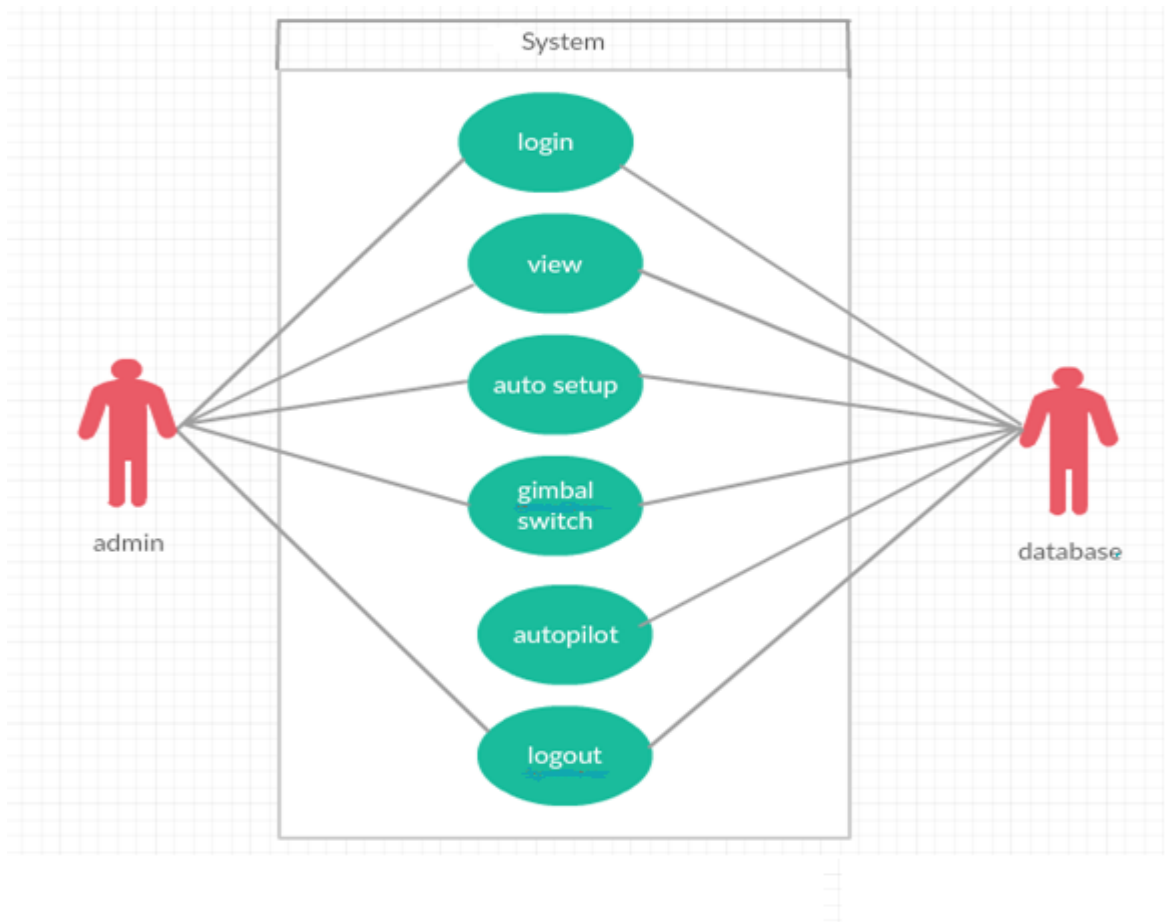 System
login
view
auto setup
gimbal
switch
autopilot
logout
admin
database